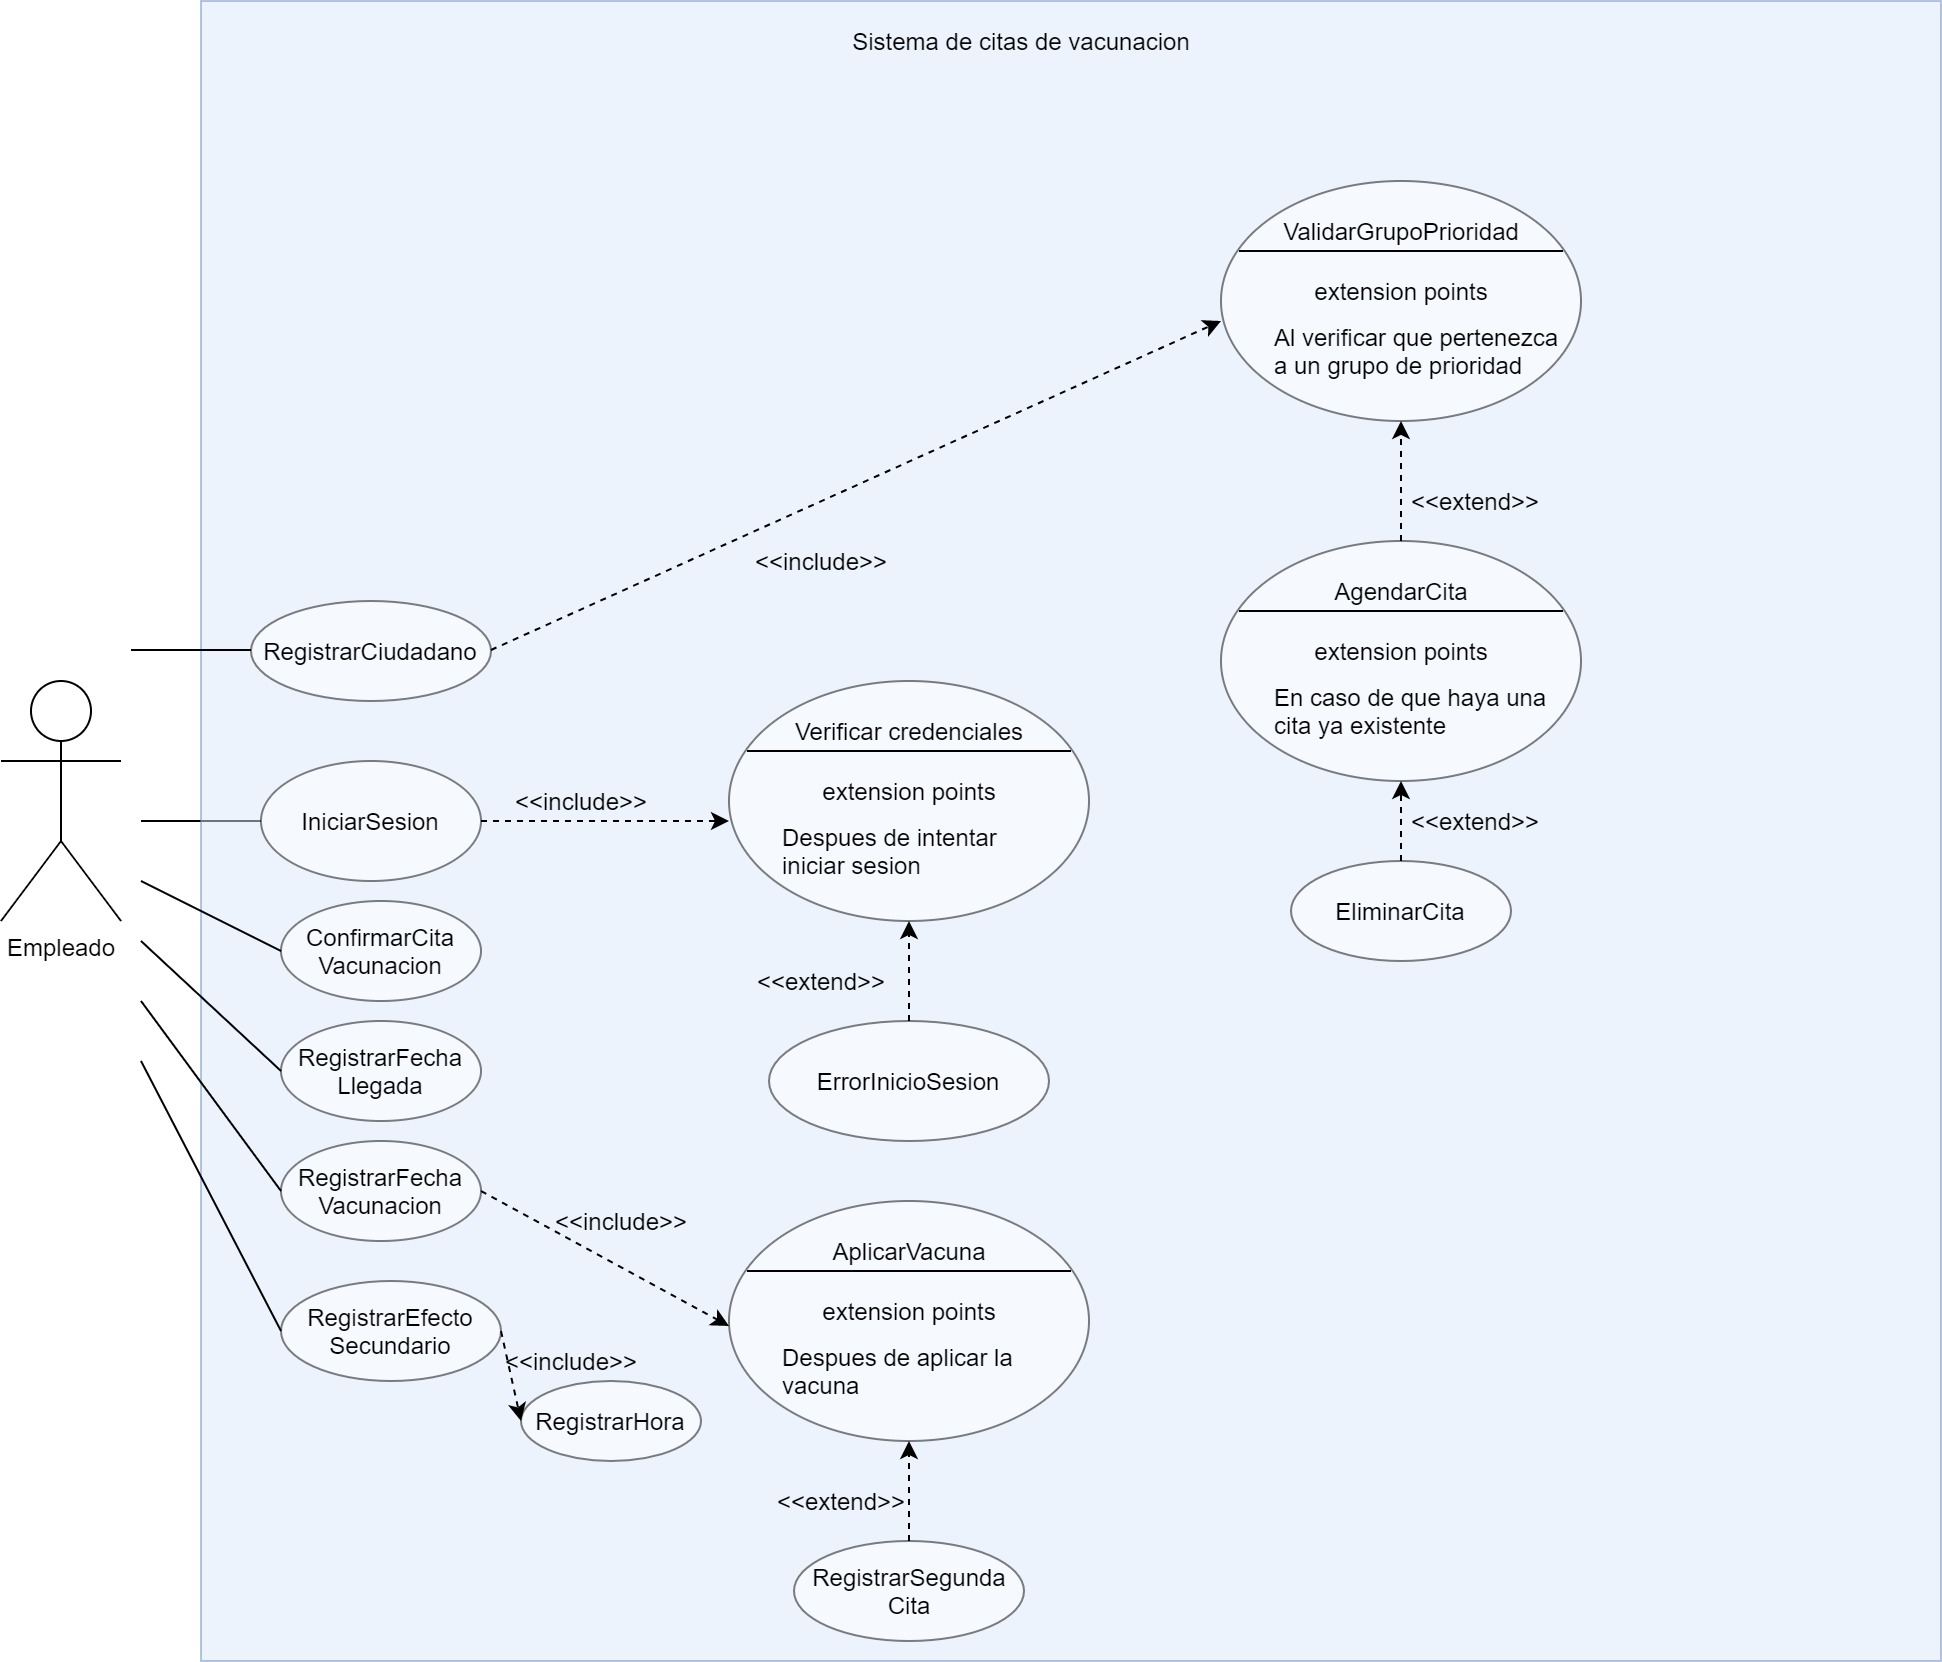 Sistema de citas de vacunacion
ValidarGrupoPrioridad
extension points
Al verificar que pertenezca
a un grupo de prioridad
<<extend>>
<<include>>
AgendarCita
extension points
En caso de que haya una
cita ya existente
<<extend>>
EliminarCita
RegistrarCiudadano
Empleado
IniciarSesion
<<include>>
Verificar credenciales
extension points
Despues de intentar
iniciar sesion
<<extend>>
ErrorInicioSesion
ConfirmarCita
Vacunacion
RegistrarFecha
Llegada
RegistrarFecha
Vacunacion
<<include>>
AplicarVacuna
extension points
Despues de aplicar la
vacuna
RegistrarEfecto
Secundario
<<include>>
RegistrarHora
<<extend>>
RegistrarSegunda
Cita